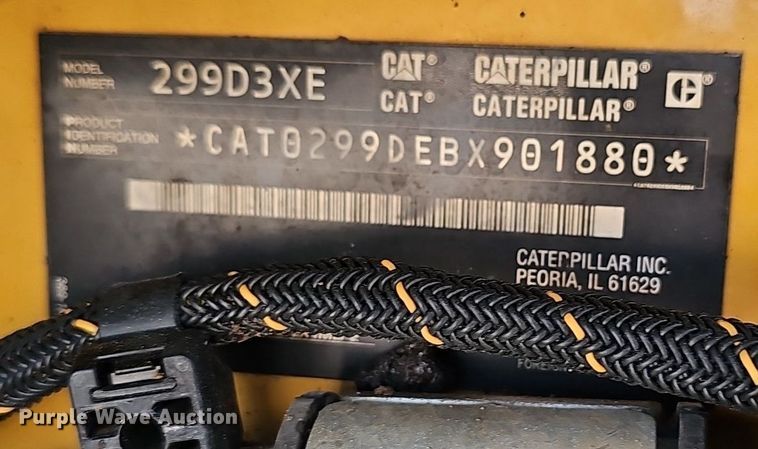 MODEL NUMBER 299D3XE CAT® CATERPILLAR® C®
CAT® CATERPILLAR®
PRODUCT IDENTIFICATION NUMBER *CAT0299DEBX901880*
CATERPILLAR INC.
PEORIA, IL 61629
Purple Wave Auction